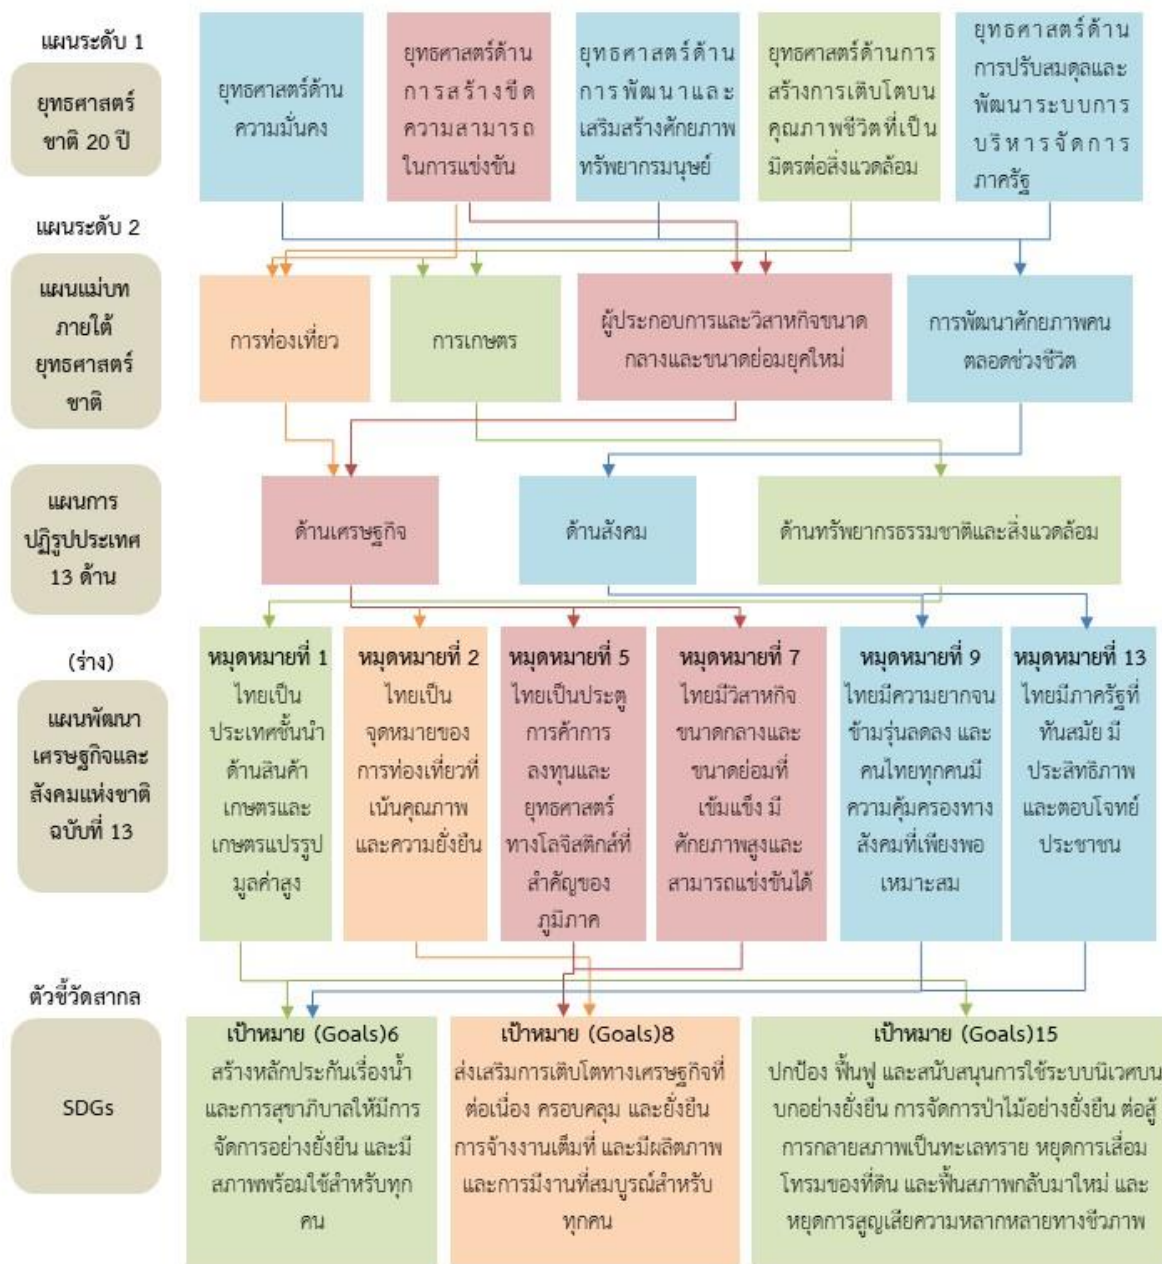 แผนระดับ 1
ยุทธศาสตร์
ชาติ 20 ปี
ยุทธศาสตร์ด้าน
ความมั่นคง
ยุทธศาสตร์ด้าน
การสร้างขีด
ความสามารถ
ในการแข่งขัน
ยุทธศาสตร์ด้าน
การพัฒนาและ
เสริมสร้างศักยภาพ
ทรัพยากรมนุษย์
ยุทธศาสตร์ด้านการ
สร้างการเติบโตบน
คุณภาพชีวิตที่เป็น
มิตรต่อสิ่งแวดล้อม
ยุทธศาสตร์ด้าน
การปรับสมดุลและ
พัฒนาระบบการ
บริหารจัดการ
ภาครัฐ
แผนระดับ 2
แผนแม่บท
ภายใต้
ยุทธศาสตร์
ชาติ
การท่องเที่ยว
การเกษตร
ผู้ประกอบการและวิสาหกิจขนาด
กลางและขนาดย่อมยุคใหม่
การพัฒนาศักยภาพคน
ตลอดช่วงชีวิต
แผนการ
ปฏิรูปประเทศ
13 ด้าน
ด้านเศรษฐกิจ
ด้านสังคม
ด้านทรัพยากรธรรมชาติและสิ่งแวดล้อม
(ร่าง)
แผนพัฒนา
เศรษฐกิจและ
สังคมแห่งชาติ
ฉบับที่ 13
หมุดหมายที่ 1
ไทยเป็น
ประเทศชั้นนำ
ด้านสินค้า
เกษตรและ
เกษตรแปรรูป
มูลค่าสูง
หมุดหมายที่ 2
ไทยเป็น
จุดหมายของ
การท่องเที่ยวที่
เน้นคุณภาพ
และความยั่งยืน
หมุดหมายที่ 5
ไทยเป็นประตู
การค้าการ
ลงทุนและ
ยุทธศาสตร์
ทางโลจิสติกส์ที่
สำคัญของ
ภูมิภาค
หมุดหมายที่ 7
ไทยมีวิสาหกิจ
ขนาดกลางและ
ขนาดย่อมที่
เข้มแข็ง มี
ศักยภาพสูงและ
สามารถแข่งขันได้
หมุดหมายที่ 9
ไทยมีความยากจน
ข้ามรุ่นลดลง และ
คนไทยทุกคนมี
ความคุ้มครองทาง
สังคมที่เพียงพอ
เหมาะสม
หมุดหมายที่ 13
ไทยมีภาครัฐที่
ทันสมัย มี
ประสิทธิภาพ
และตอบโจทย์
ประชาชน
ตัวชี้วัดสากล
SDGs
เป้าหมาย (Goals)6
สร้างหลักประกันเรื่องน้ำ
และการสุขาภิบาลให้มีการ
จัดการอย่างยั่งยืน และมี
สภาพพร้อมใช้สำหรับทุก
คน
เป้าหมาย (Goals)8
ส่งเสริมการเติบโตทางเศรษฐกิจที่
ต่อเนื่อง ครอบคลุม และยั่งยืน
การจ้างงานเต็มที่ และมีผลิตภาพ
และการมีงานที่สมบูรณ์สำหรับ
ทุกคน
เป้าหมาย (Goals)15
ปกป้อง ฟื้นฟู และสนับสนุนการใช้ระบบนิเวศบน
บกอย่างยั่งยืน การจัดการป่าไม้อย่างยั่งยืน ต่อสู้
การกลายสภาพเป็นทะเลทราย หยุดการเสื่อม
โทรมของที่ดิน และฟื้นสภาพกลับมาใหม่ และ
หยุดการสูญเสียความหลากหลายทางชีวภาพ